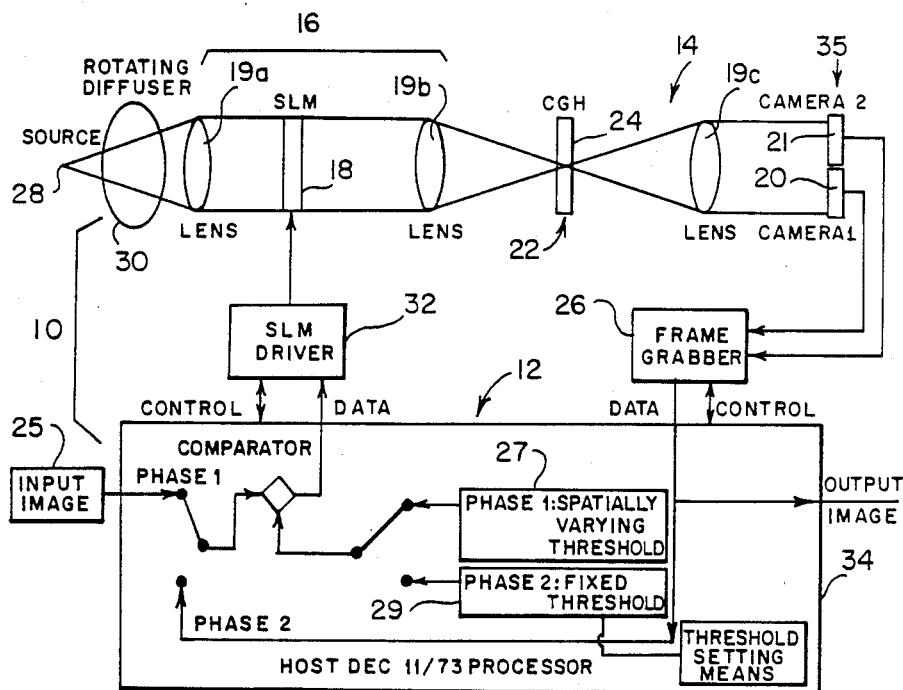 16
ROTATING
DIFFUSER
19a
SLM
19b
CGH
14
35
19c
CAMERA 2
24
SOURCE
21
28
18
20
30
LENS
LENS
22
LENS
CAMERA 1
10
32
SLM
DRIVER
26
FRAME
GRABBER
12
CONTROL
DATA
DATA
CONTROL
25
COMPARATOR
27
INPUT
IMAGE
PHASE 1
PHASE 1: SPATIALLY
VARYING
THRESHOLD
OUTPUT
IMAGE
34
PHASE 2: FIXED
THRESHOLD
29
PHASE 2
THRESHOLD
SETTING
MEANS
HOST DEC 11/73 PROCESSOR